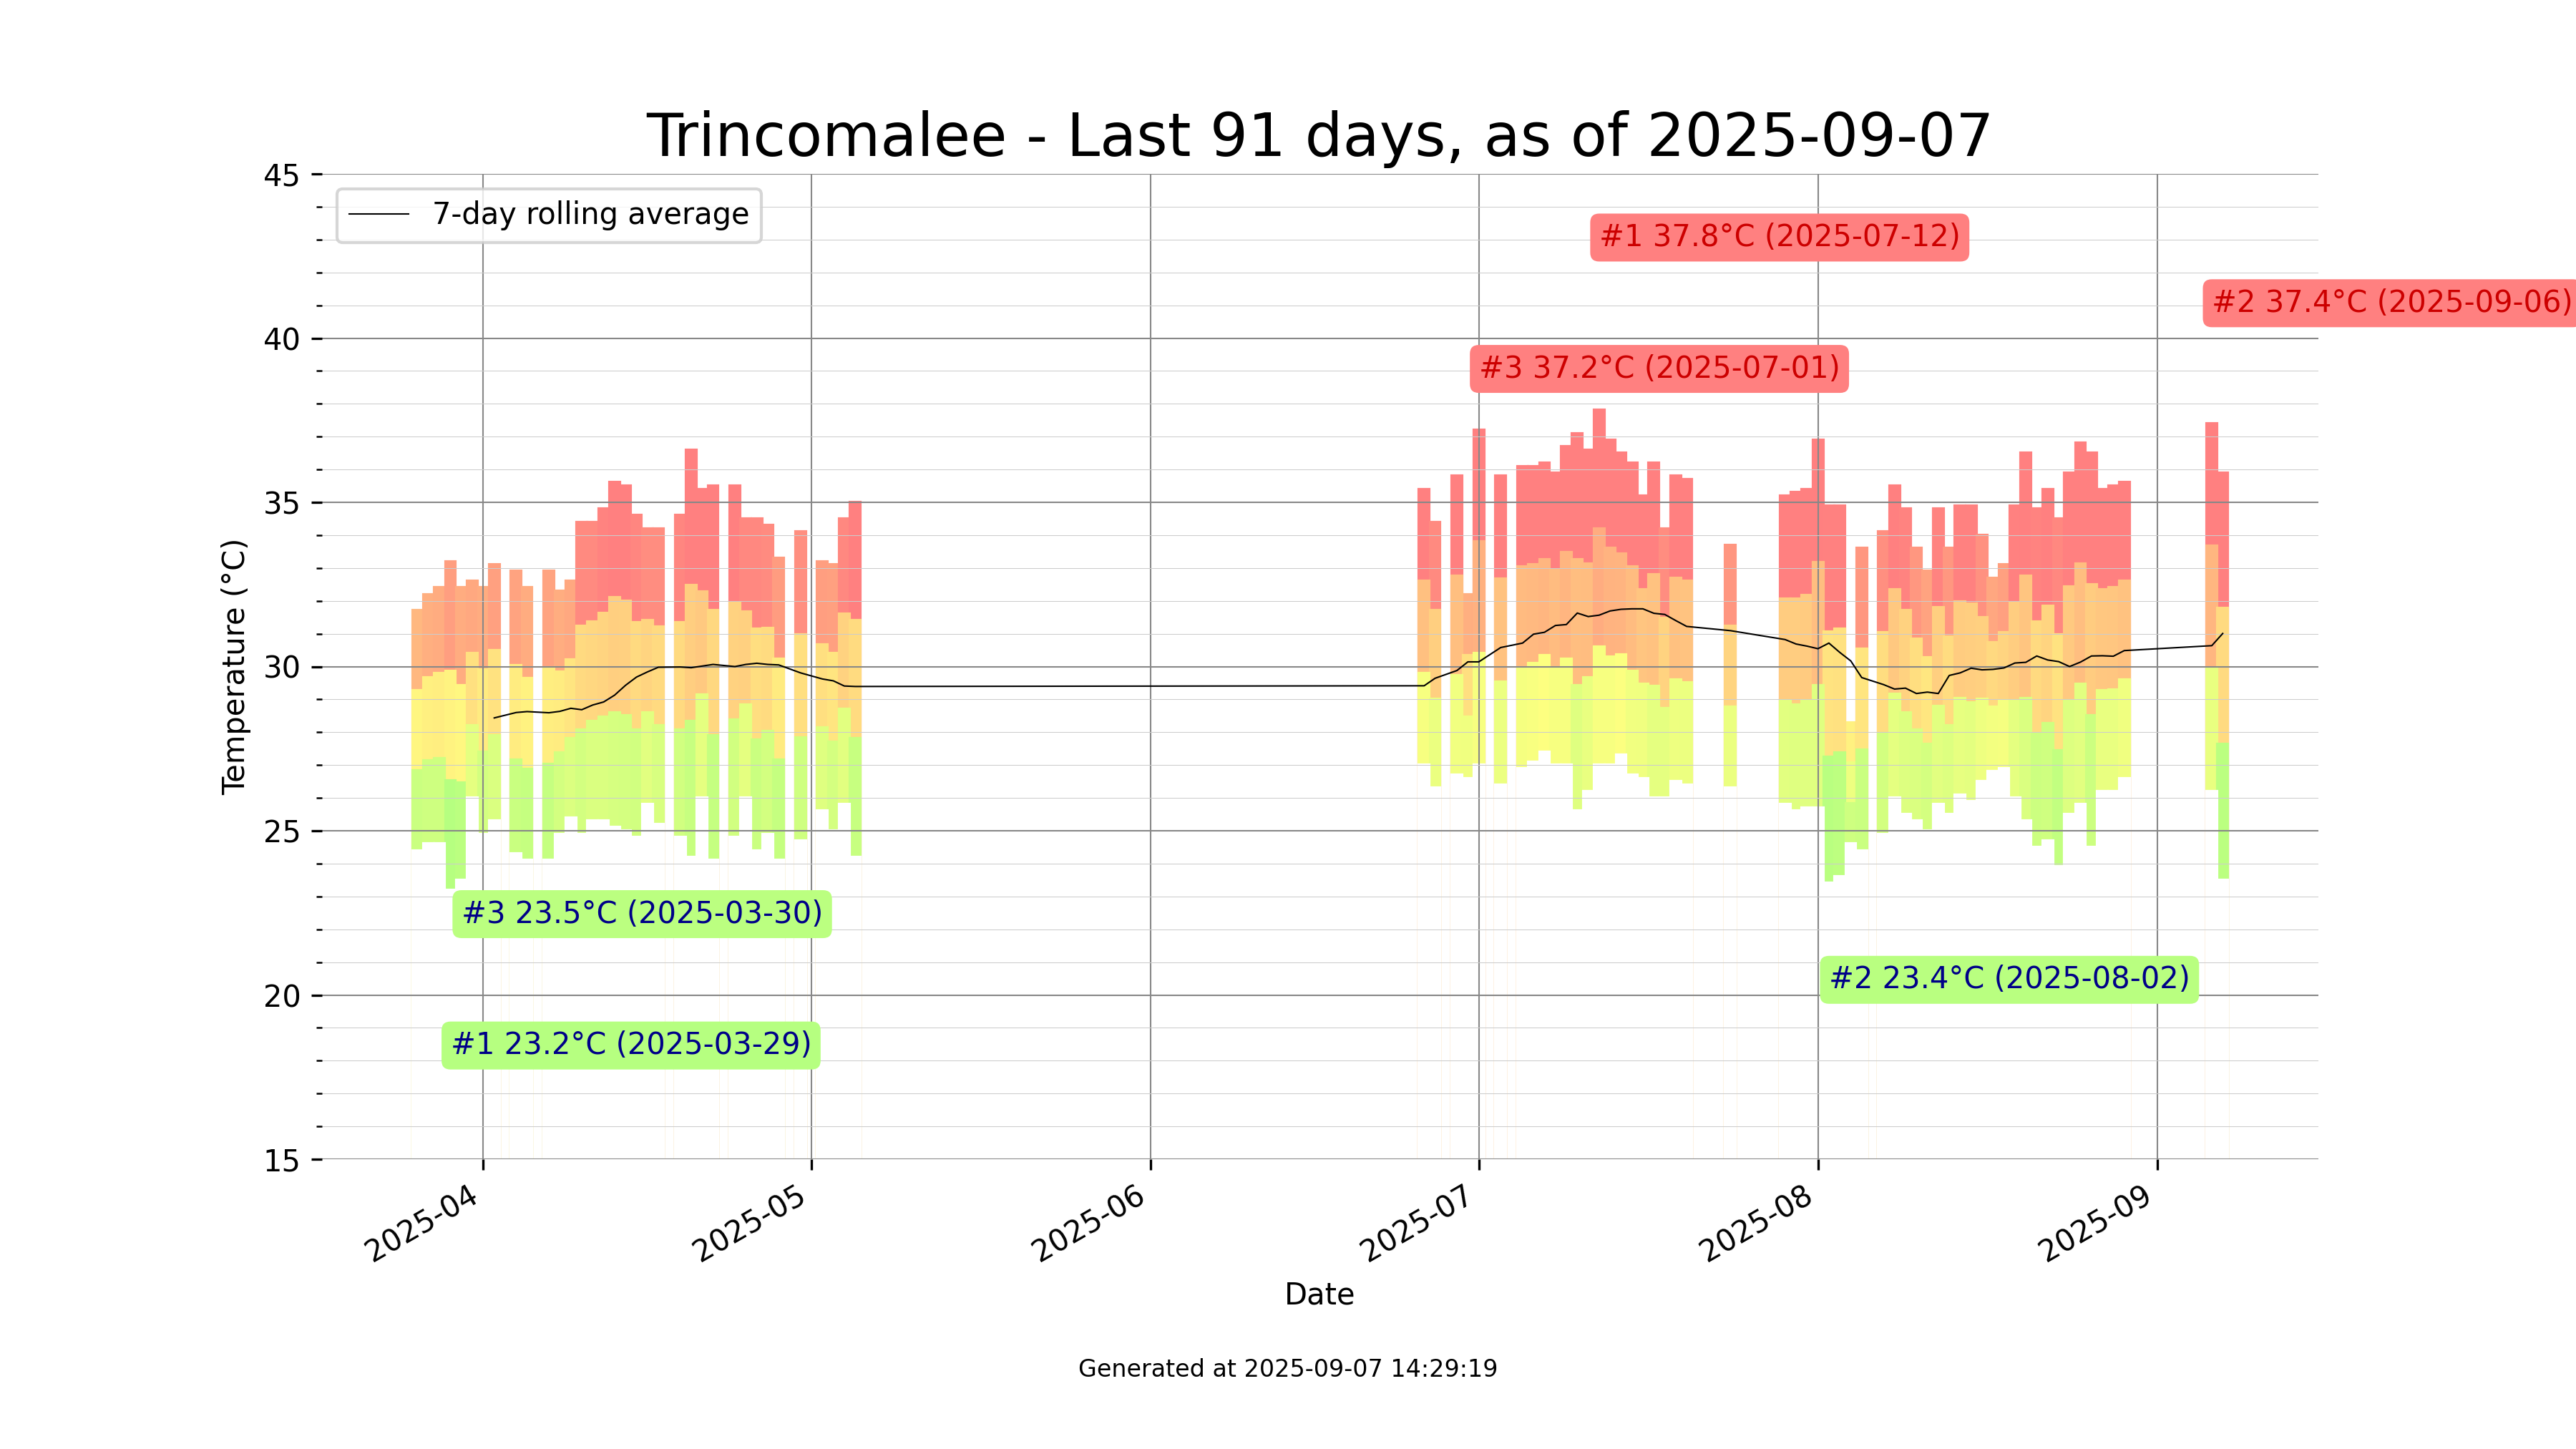 Trincomalee - Last 91 days, as of 2025-09-07
45
7-day rolling average
#1 37.8°C (2025-07-12)
#2 37.4°C (2025-09-06)
40
#3 37.2°C (2025-07-01)
35
30
Temperature (°C)
25
#3 23.5°C (2025-03-30)
#2 23.4°C (2025-08-02)
20
#1 23.2°C (2025-03-29)
15
2025-04
2025-05
2025-06
2025-07
2025-08
2025-09
Date
Generated at 2025-09-07 14:29:19